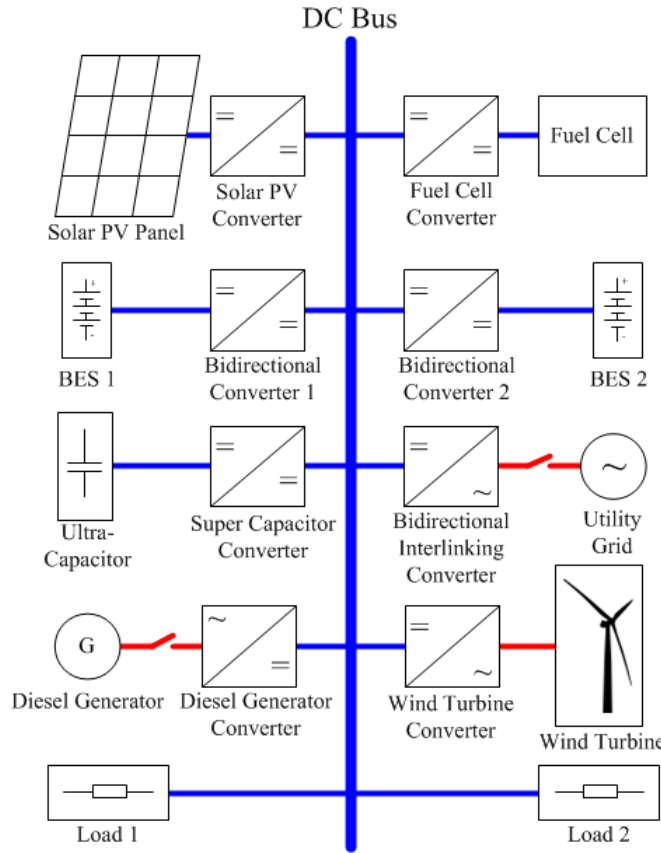 DC Bus
Fuel Cell
Solar PV
Converter
Fuel Cell
Converter
Solar PV Panel
BES 1
Bidirectional
Converter 1
Bidirectional
Converter 2
BES 2
Ultra-
Capacitor
Super Capacitor
Converter
Bidirectional
Interlinking
Converter
Utility
Grid
G
Diesel Generator
Diesel Generator
Converter
Wind Turbine
Converter
Wind Turbine
Load 1
Load 2